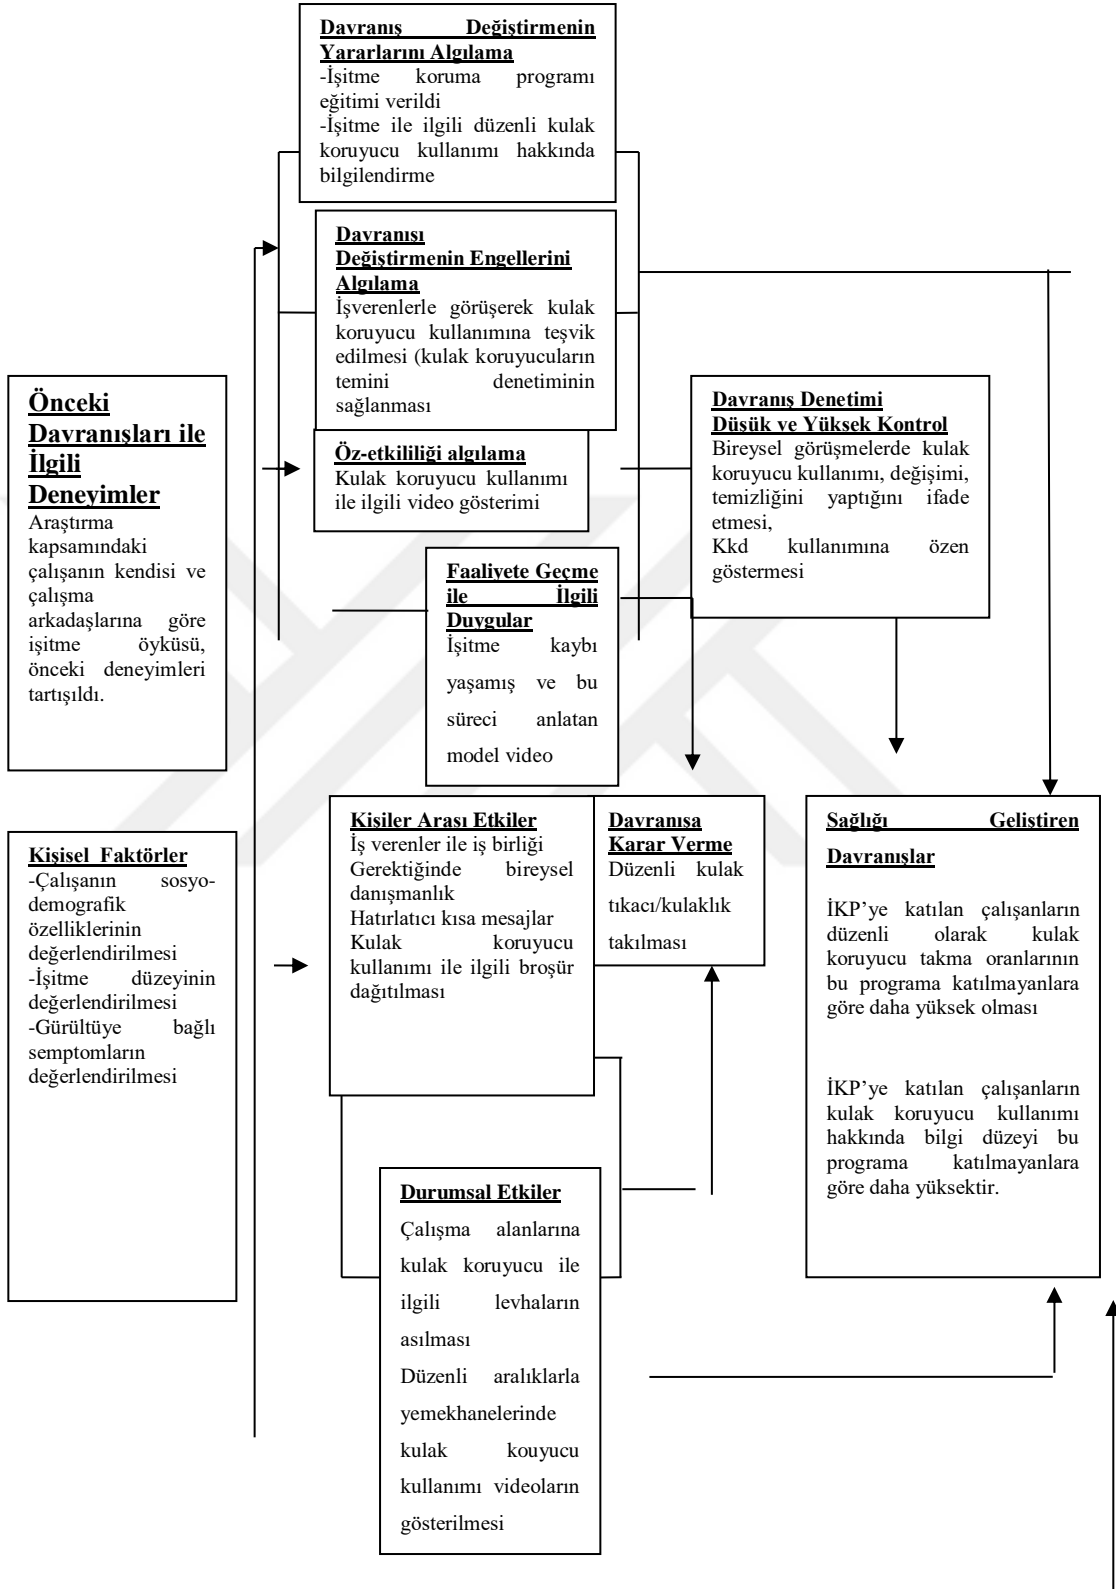 Davranış Değiştirmenin
Yararlarını Algılama
-İşitme koruma programı
eğitimi verildi
-İşitme ile ilgili düzenli kulak
koruyucu kullanımı hakkında
bilgilendirme
Davranışı
Değiştirmenin Engellerini
Algılama
İşverenlerle görüşerek kulak
koruyucu kullanımına teşvik
edilmesi (kulak koruyucuların
temini denetiminin
sağlanması
Önceki
Davranışları ile
İlgili
Deneyimler
Araştırma
kapsamındaki
çalışanın kendisi ve
çalışma
arkadaşlarına göre
işitme öyküsü,
önceki deneyimleri
tartışıldı.
Öz-etkililiği algılama
Kulak koruyucu kullanımı
ile ilgili video gösterimi
Davranış Denetimi
Düşük ve Yüksek Kontrol
Bireysel görüşmelerde kulak
koruyucu kullanımı, değişimi,
temizliğini yaptığını ifade
etmesi,
Kkd kullanımına özen
göstermesi
Faaliyete Geçme
ile İlgili
Duygular
İşitme kaybı
yaşamış ve bu
süreci anlatan
model video
Kişisel Faktörler
-Çalışanın sosyo-
demografik
özelliklerinin
değerlendirilmesi
-İşitme düzeyinin
değerlendirilmesi
-Gürültüye bağlı
semptomların
değerlendirilmesi
Kişiler Arası Etkiler
İş verenler ile iş birliği
Gerektiğinde bireysel
danışmanlık
Hatırlatıcı kısa mesajlar
Kulak koruyucu
kullanımı ile ilgili broşür
dağıtılması
Davranışa
Karar Verme
Düzenli kulak
tıkacı/kulaklık
takılması
Sağlığı Geliştiren
Davranışlar
İKP’ye katılan çalışanların
düzenli olarak kulak
koruyucu takma oranlarının
bu programa katılmayanlara
göre daha yüksek olması
İKP’ye katılan çalışanların
kulak koruyucu kullanımı
hakkında bilgi düzeyi bu
programa katılmayanlara
göre daha yüksektir.
Durumsal Etkiler
Çalışma alanlarına
kulak koruyucu ile
ilgili levhaların
asılması
Düzenli aralıklarla
yemekhanelerinde
kulak kouyucu
kullanımı videoların
gösterilmesi